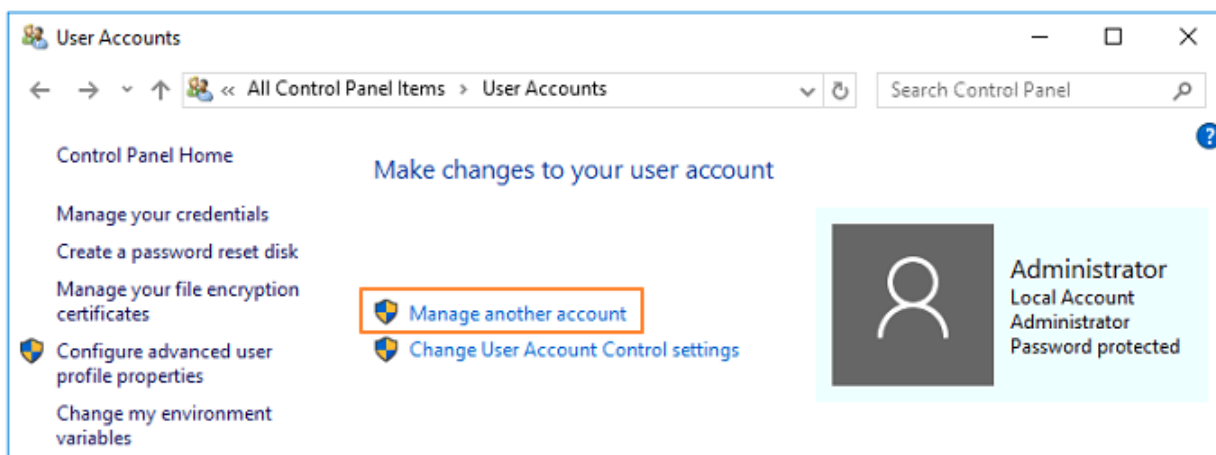 User Accounts
« All Control Panel Items > User Accounts
Search Control Panel
?
Control Panel Home
Manage your credentials
Create a password reset disk
Manage your file encryption
certificates
Configure advanced user
profile properties
Change my environment
variables
Make changes to your user account
Manage another account
Change User Account Control settings
Administrator
Local Account
Administrator
Password protected